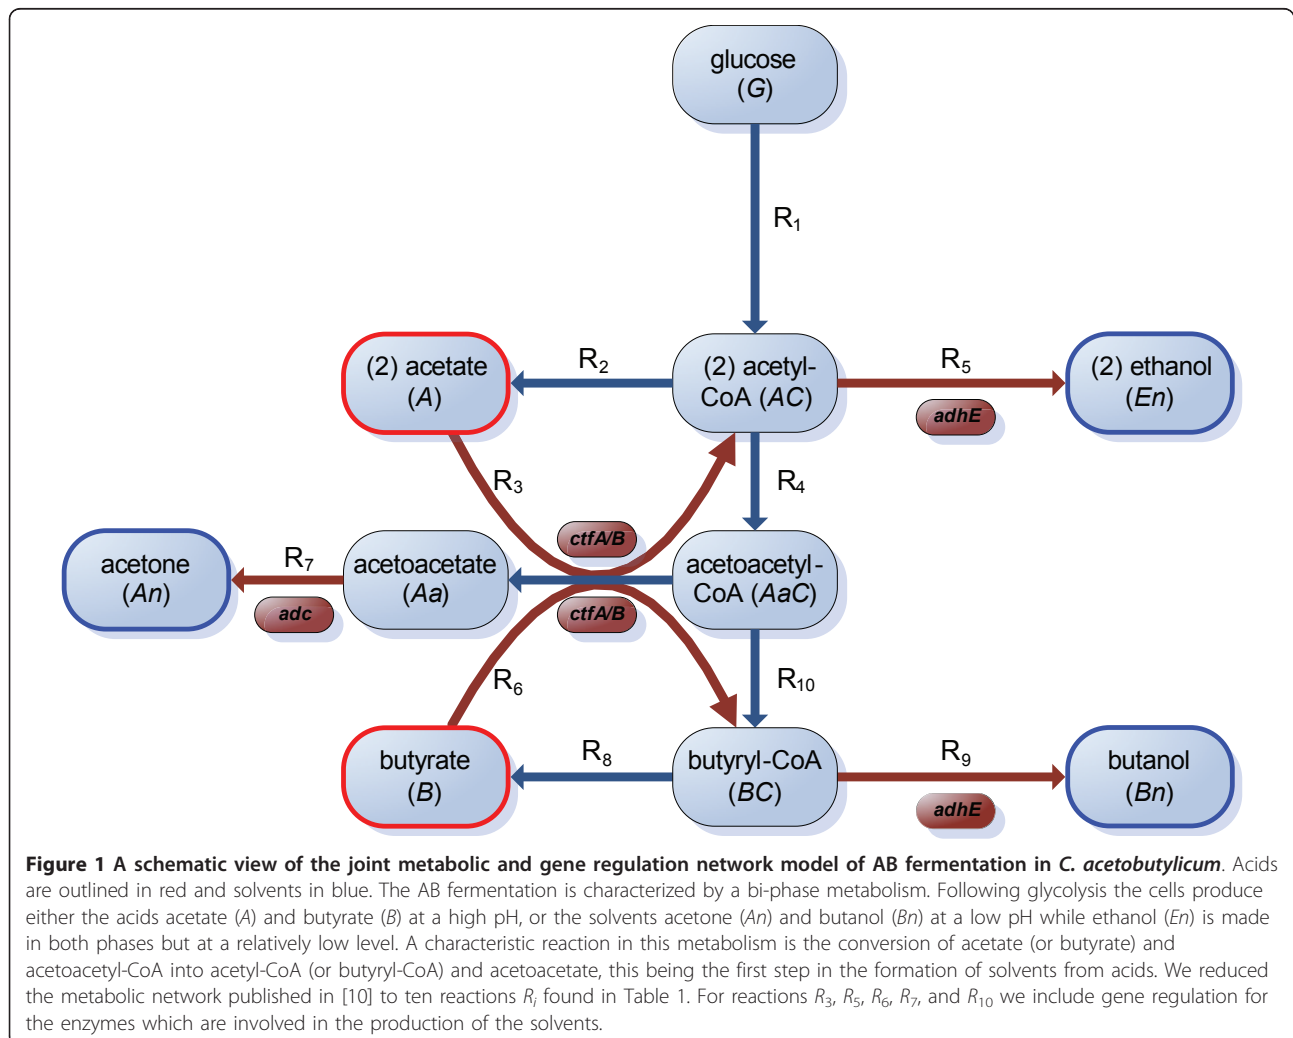 glucose
(G)
R1
(2) acetate
(A)
R2
(2) acetyl-
CoA (AC)
R5
adhE
(2) ethanol
(En)
R3
R4
ctfA/B
acetone
(An)
R7
adc
acetoacetate
(Aa)
acetoacetyl-
CoA (AaC)
ctfA/B
R6
R10
butyrate
(B)
R8
butyryl-CoA
(BC)
R9
adhE
butanol
(Bn)
Figure 1 A schematic view of the joint metabolic and gene regulation network model of AB fermentation in C. acetobutylicum. Acids
are outlined in red and solvents in blue. The AB fermentation is characterized by a bi-phase metabolism. Following glycolysis the cells produce
either the acids acetate (A) and butyrate (B) at a high pH, or the solvents acetone (An) and butanol (Bn) at a low pH while ethanol (En) is made
in both phases but at a relatively low level. A characteristic reaction in this metabolism is the conversion of acetate (or butyrate) and
acetoacetyl-CoA into acetyl-CoA (or butyryl-CoA) and acetoacetate, this being the first step in the formation of solvents from acids. We reduced
the metabolic network published in [10] to ten reactions Ri found in Table 1. For reactions R3, R5, R6, R7, and R10 we include gene regulation for
the enzymes which are involved in the production of the solvents.